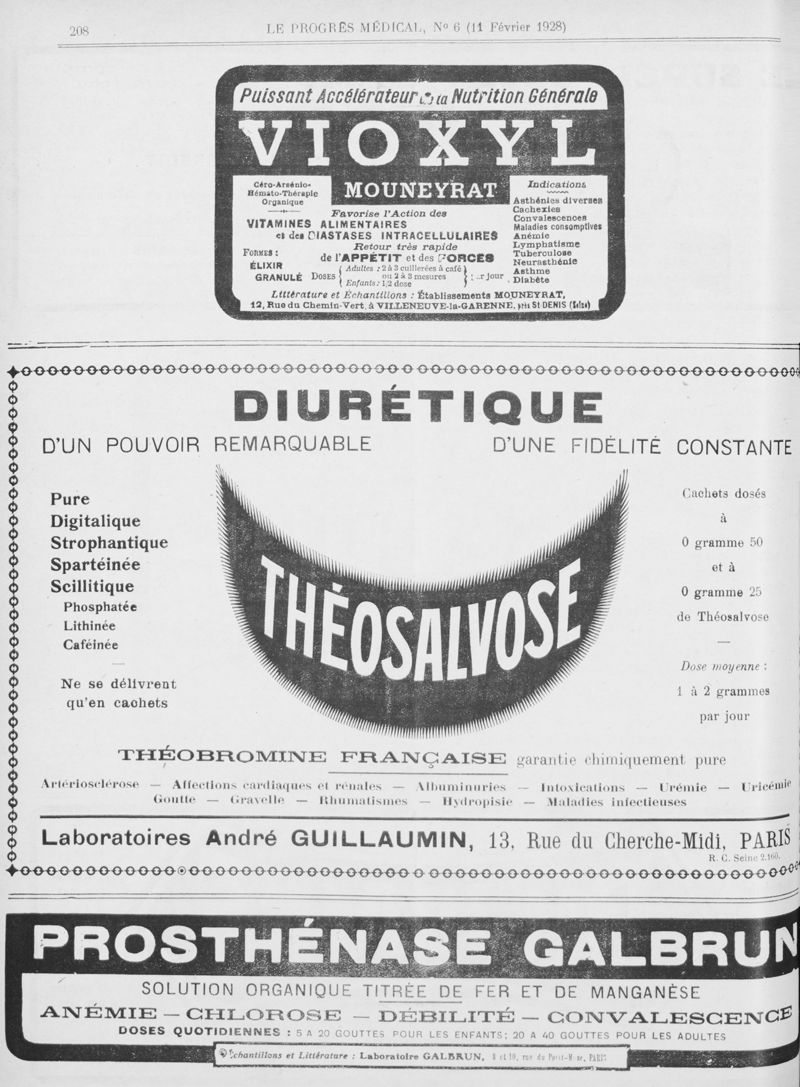 208
LE PROGRÈS MÉDICAL, No 6 (11 Février 1928)
Puissant Accélérateur de la Nutrition Générale
VIOXYL
MOUNEYRAT
Céro-Arsénio-
Hémato-Thérapie
Organique
Favorise l'Action des
VITAMINES ALIMENTAIRES
et des DIASTASES INTRACELLULAIRES
Retour très rapide
de l'APPÉTIT et des FORCES
FORMES :
ÉLIXIR
GRANULÉ
DOSES
Adultes : 2 à 3 cuillerées à café
ou 2 à 3 mesures
Enfants : 1/2 dose
jour
Indications
Asthénies diverses
Cachexies
Convalescences
Maladies consomptives
Anémie
Lymphatisme
Tuberculose
Neurasthénie
Asthme
Diabète
Littérature et Échantillons : Établissements MOUNEYRAT,
12, Rue du Chemin-Vert, à VILLENEUVE-la-GARENNE, près St-DENIS (Seine)
DIURÉTIQUE
D'UN POUVOIR REMARQUABLE
D'UNE FIDÉLITÉ CONSTANTE
Pure
Digitalique
Strophantique
Spartéinée
Scillitique
Phosphatée
Lithinée
Caféinée
Ne se délivrent
qu'en cachets
THÉOSALVOSE
Cachets dosés
à
0 gramme 50
et à
0 gramme 25
de Théosalvose
Dose moyenne :
1 à 2 grammes
par jour
THÉOBROMINE FRANÇAISE garantie chimiquement pure
Artériosclérose — Affections cardiaques et rénales — Albuminuries — Intoxications — Urémie — Uricémie
Goutte — Gravelle — Rhumatismes — Hydropisie — Maladies infectieuses
Laboratoires André GUILLAUMIN, 13, Rue du Cherche-Midi, PARIS
R. C. Seine 2.160.
PROSTHÉNASE GALBRUN
SOLUTION ORGANIQUE TITRÉE DE FER ET DE MANGANÈSE
ANÉMIE — CHLOROSE — DÉBILITÉ — CONVALESCENCE
DOSES QUOTIDIENNES : 5 A 20 GOUTTES POUR LES ENFANTS; 20 A 40 GOUTTES POUR LES ADULTES
Échantillons et Littérature : Laboratoire GALBRUN, 8 et 10, rue du Petit-Musc, PARIS